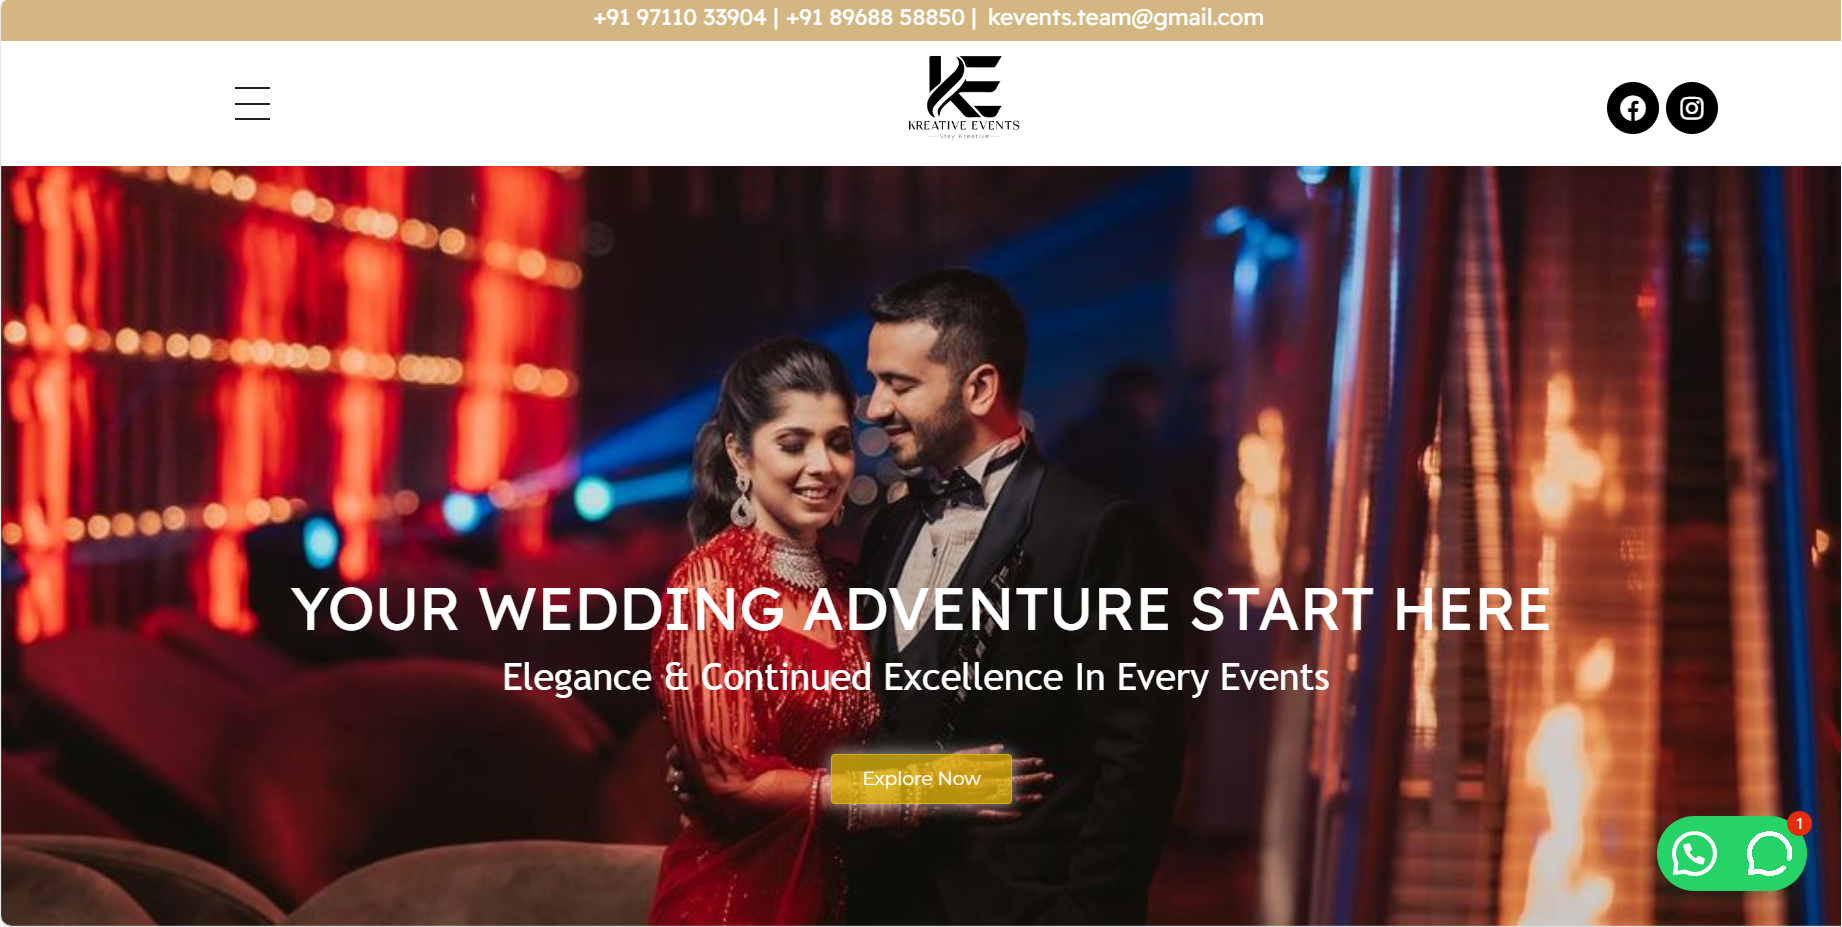 +91 97110 33904 | +91 89688 58850 | kevents.team@gmail.com
KREATIVE EVENTS
Stay Kreative
YOUR WEDDING ADVENTURE START HERE
Elegance & Continued Excellence In Every Events
Explore Now
1